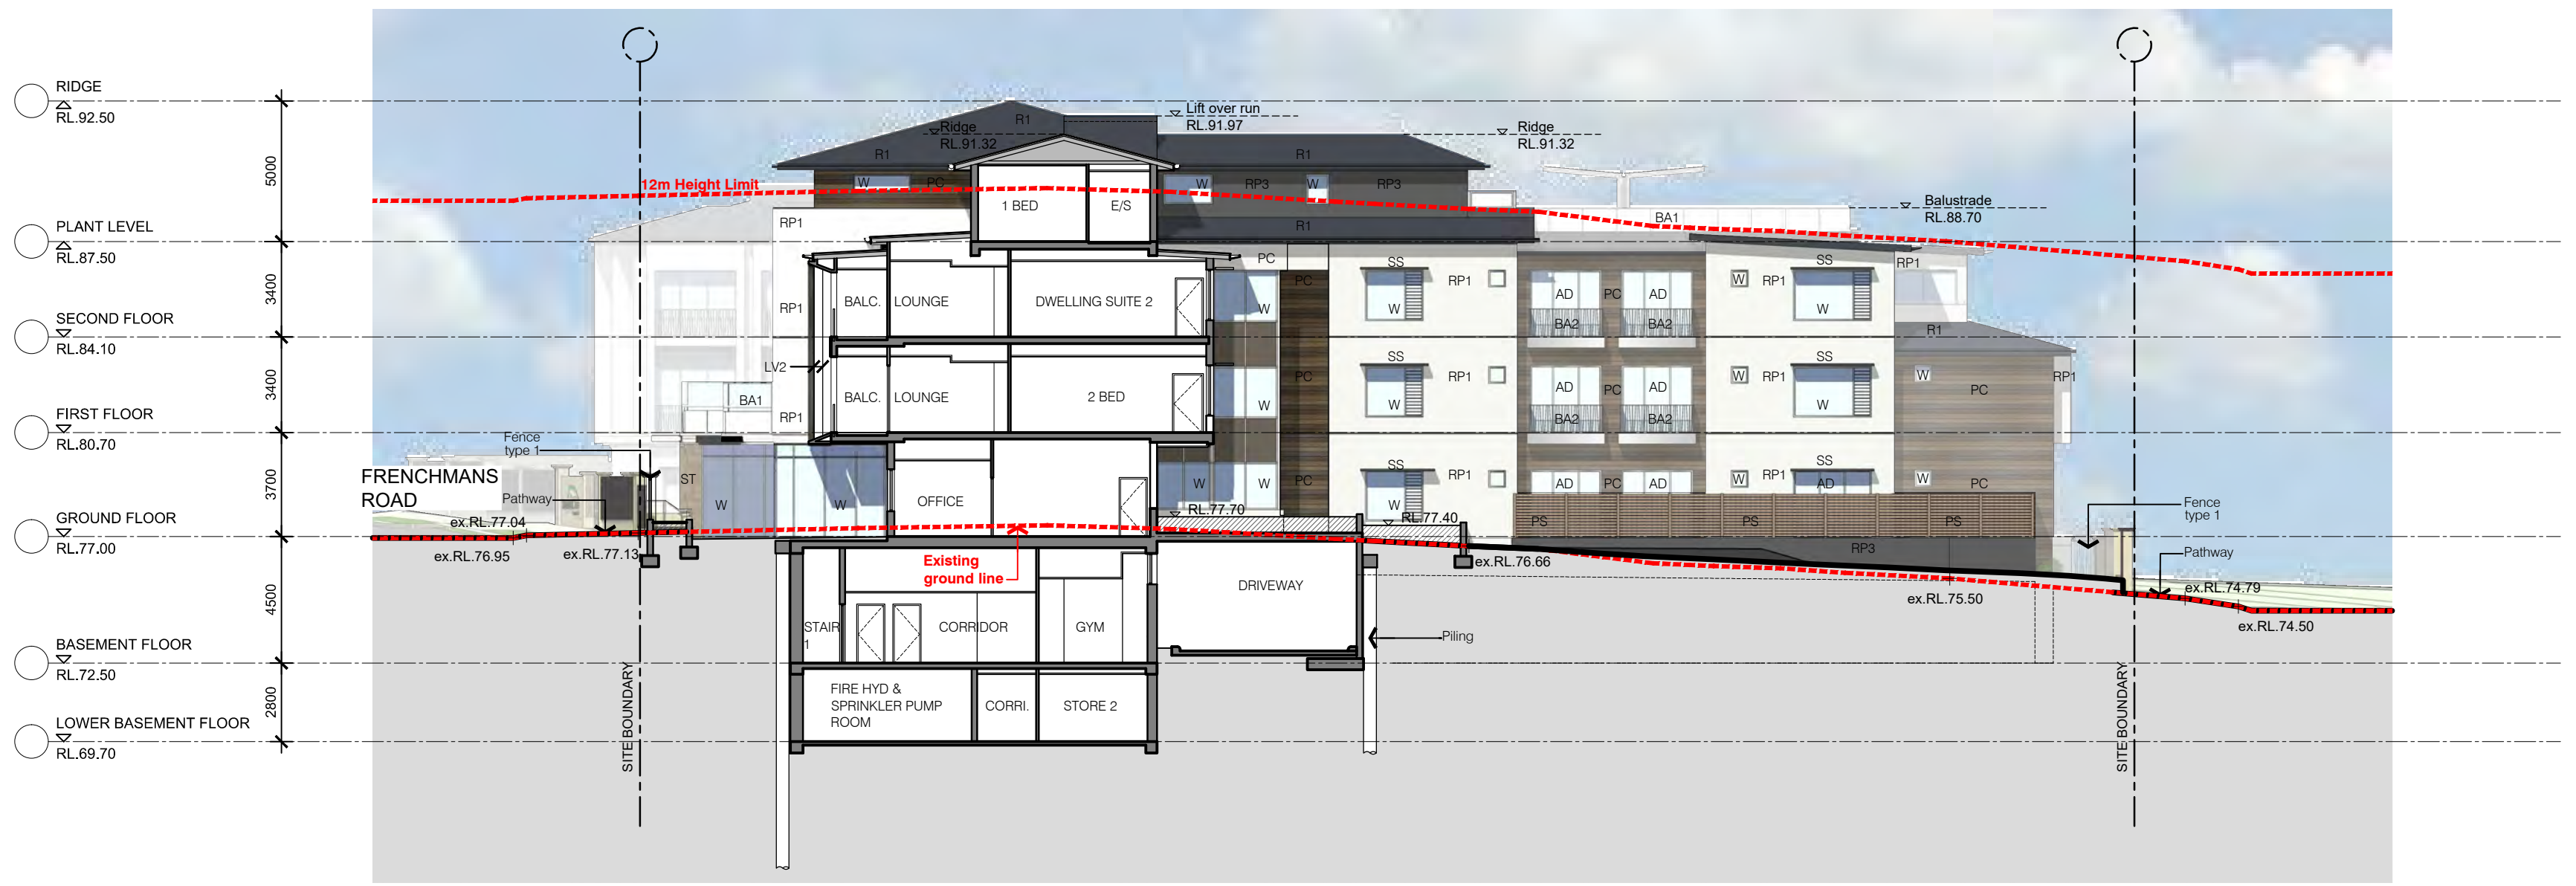 RIDGE
RL.92.50
5000
PLANT LEVEL
RL.87.50
3400
SECOND FLOOR
RL.84.10
3400
FIRST FLOOR
RL.80.70
3700
GROUND FLOOR
RL.77.00
4500
BASEMENT FLOOR
RL.72.50
2800
LOWER BASEMENT FLOOR
RL.69.70
FRENCHMANS
ROAD
Fence
type 1
Pathway
ex.RL.77.04
ex.RL.76.95
ex.RL.77.13
SITE BOUNDARY
12m Height Limit
R1
Ridge
RL.91.32
Lift over run
RL.91.97
Ridge
RL.91.32
R1
R1
W
PC
1 BED
E/S
W
RP3
W
RP3
Balustrade
RL.88.70
BA1
RP1
R1
PC
SS
RP1
SS
RP1
RP1
BALC.
LOUNGE
DWELLING SUITE 2
W
PC
W
RP1
AD
PC
AD
W
RP1
W
BA2
BA2
R1
LV2
SS
SS
BA1
RP1
BALC.
LOUNGE
2 BED
W
PC
W
RP1
AD
PC
AD
W
RP1
W
W
PC
RP1
BA2
BA2
ST
W
W
OFFICE
W
W
PC
SS
W
RP1
AD
PC
AD
W
RP1
SS
AD
W
PC
RL.77.70
RL.77.40
PS
PS
PS
RP3
Fence
type 1
Pathway
ex.RL.76.66
ex.RL.75.50
ex.RL.74.79
ex.RL.74.50
Existing
ground line
STAIR
1
CORRIDOR
GYM
DRIVEWAY
Piling
FIRE HYD &
SPRINKLER PUMP
ROOM
CORRI.
STORE 2
SITE BOUNDARY